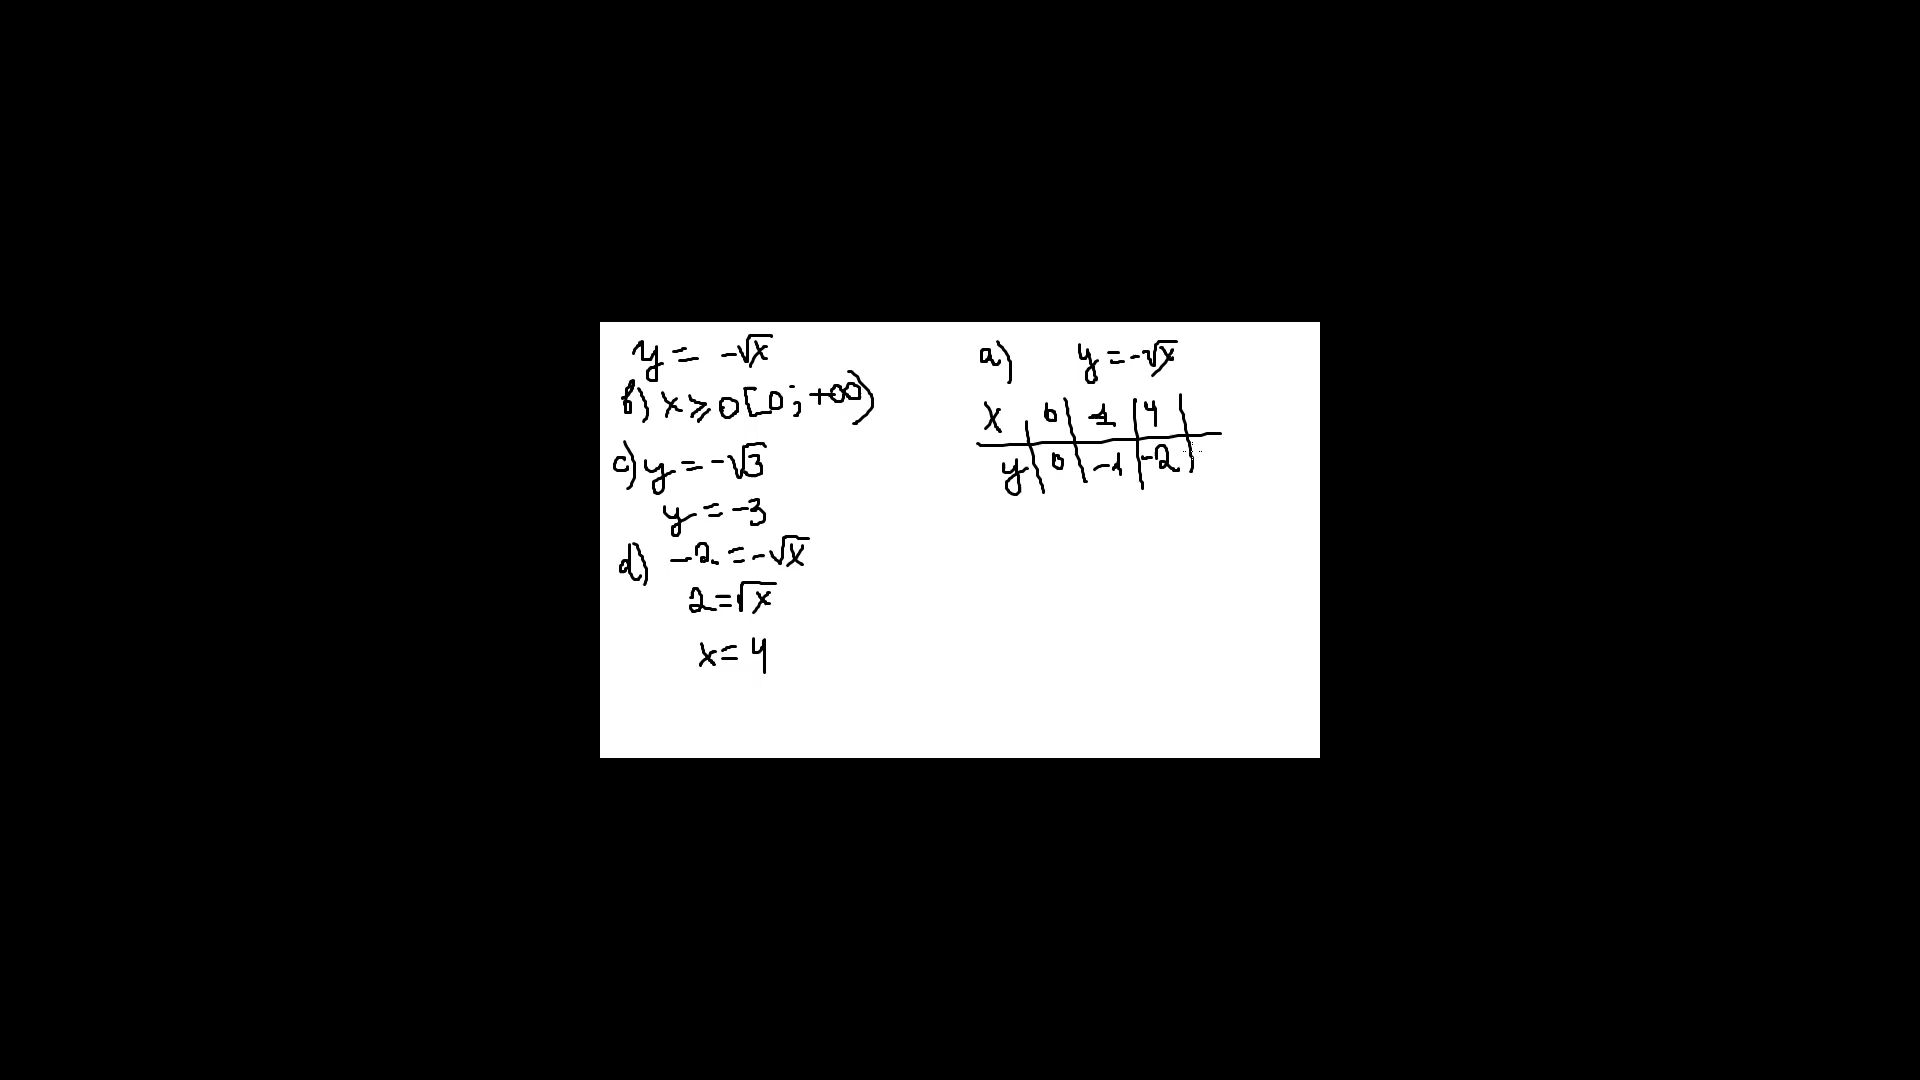 y = -√x
b) x ⩾ 0 [0; +∞)
c) y = -√3
y = -3
d) -2 = -√x
2 = √x
x = 4
a) y = -√x
x | 0 | 1 | 4 |
y | 0 | -1 | -2 |